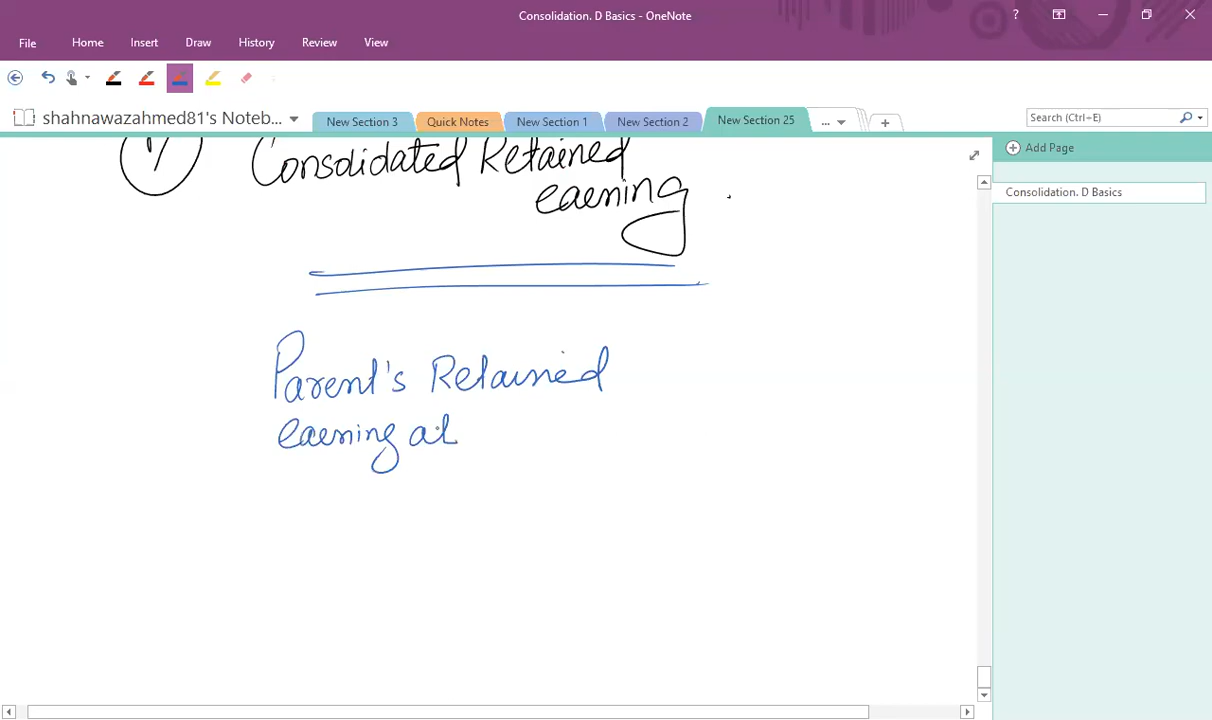 Consolidation. D Basics - OneNote
?
File Home Insert Draw History Review View
shahnawazahmed81's Noteb...
New Section 3 Quick Notes New Section 1 New Section 2 New Section 25 ...
Search (Ctrl+E)
Add Page
Consolidation. D Basics
Consolidated Retained
earning
Parent's Retained
earning at